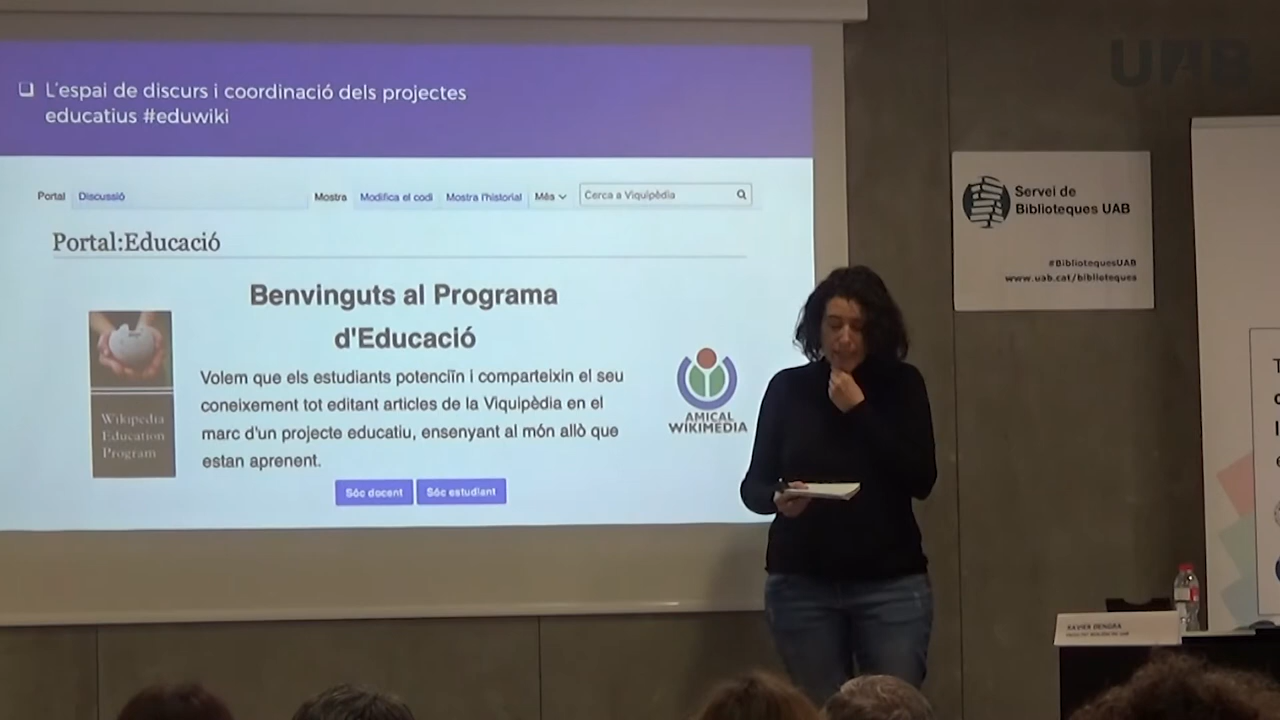 UAB
❑ L'espai de discurs i coordinació dels projectes
educatius #eduwiki
Portal Discussió Mostra Modifica el codi Mostra l'historial Més Cerca a Viquipèdia
Portal:Educació
Benvinguts al Programa
d'Educació
Volem que els estudiants potenciïn i comparteixin el seu
coneixement tot editant articles de la Viquipèdia en el
marc d'un projecte educatiu, ensenyant al món allò que
estan aprenent.
Sóc docent Sóc estudiant
Wikipedia
Education
Program
AMICAL
WIKIMEDIA
Servei de
Biblioteques UAB
#BibliotequesUAB
www.uab.cat/biblioteques
XAVIER DENGRA